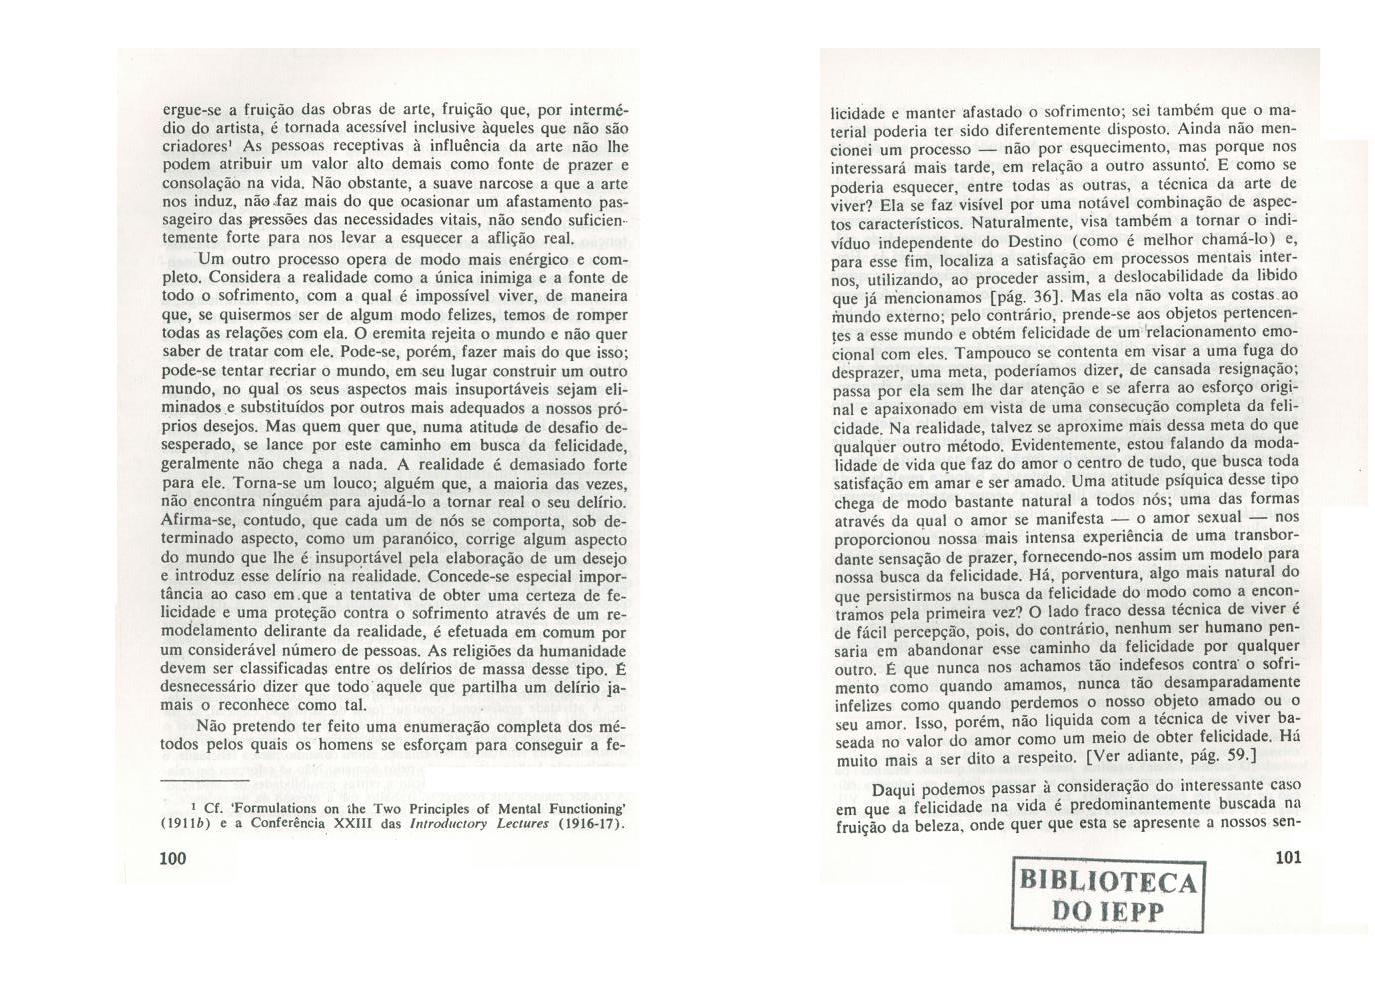 ergue-se a fruição das obras de arte, fruição que, por intermé-
dio do artista, é tornada acessível inclusive àqueles que não são
criadores¹ As pessoas receptivas à influência da arte não lhe
podem atribuir um valor alto demais como fonte de prazer e
consolação na vida. Não obstante, a suave narcose a que a arte
nos induz, não faz mais do que ocasionar um afastamento pas-
sageiro das pressões das necessidades vitais, não sendo suficien-
temente forte para nos levar a esquecer a aflição real.
Um outro processo opera de modo mais enérgico e com-
pleto. Considera a realidade como a única inimiga e a fonte de
todo o sofrimento, com a qual é impossível viver, de maneira
que, se quisermos ser de algum modo felizes, temos de romper
todas as relações com ela. O eremita rejeita o mundo e não quer
saber de tratar com ele. Pode-se, porém, fazer mais do que isso;
pode-se tentar recriar o mundo, em seu lugar construir um outro
mundo, no qual os seus aspectos mais insuportáveis sejam eli-
minados e substituídos por outros mais adequados a nossos pró-
prios desejos. Mas quem quer que, numa atitude de desafio de-
sesperado, se lance por este caminho em busca da felicidade,
geralmente não chega a nada. A realidade é demasiado forte
para ele. Torna-se um louco; alguém que, a maioria das vezes,
não encontra ninguém para ajudá-lo a tornar real o seu delírio.
Afirma-se, contudo, que cada um de nós se comporta, sob de-
terminado aspecto, como um paranóico, corrige algum aspecto
do mundo que lhe é insuportável pela elaboração de um desejo
e introduz esse delírio na realidade. Concede-se especial impor-
tância ao caso em que a tentativa de obter uma certeza de fe-
licidade e uma proteção contra o sofrimento através de um re-
modelamento delirante da realidade, é efetuada em comum por
um considerável número de pessoas. As religiões da humanidade
devem ser classificadas entre os delírios de massa desse tipo. É
desnecessário dizer que todo aquele que partilha um delírio ja-
mais o reconhece como tal.
Não pretendo ter feito uma enumeração completa dos mé-
todos pelos quais os homens se esforçam para conseguir a fe-
¹ Cf. 'Formulations on the Two Principles of Mental Functioning'
(1911b) e a Conferência XXIII das Introductory Lectures (1916-17).
100
licidade e manter afastado o sofrimento; sei também que o ma-
terial poderia ter sido diferentemente disposto. Ainda não men-
cionei um processo — não por esquecimento, mas porque nos
interessará mais tarde, em relação a outro assunto. E como se
poderia esquecer, entre todas as outras, a técnica da arte de
viver? Ela se faz visível por uma notável combinação de aspec-
tos característicos. Naturalmente, visa também a tornar o indi-
víduo independente do Destino (como é melhor chamá-lo) e,
para esse fim, localiza a satisfação em processos mentais inter-
nos, utilizando, ao proceder assim, a deslocabilidade da libido
que já mencionamos [pág. 36]. Mas ela não volta as costas ao
mundo externo; pelo contrário, prende-se aos objetos pertencen-
tes a esse mundo e obtém felicidade de um relacionamento emo-
cional com eles. Tampouco se contenta em visar a uma fuga do
desprazer, uma meta, poderíamos dizer, de cansada resignação;
passa por ela sem lhe dar atenção e se aferra ao esforço origi-
nal e apaixonado em vista de uma consecução completa da feli-
cidade. Na realidade, talvez se aproxime mais dessa meta do que
qualquer outro método. Evidentemente, estou falando da moda-
lidade de vida que faz do amor o centro de tudo, que busca toda
satisfação em amar e ser amado. Uma atitude psíquica desse tipo
chega de modo bastante natural a todos nós; uma das formas
através da qual o amor se manifesta — o amor sexual — nos
proporcionou nossa mais intensa experiência de uma transbor-
dante sensação de prazer, fornecendo-nos assim um modelo para
nossa busca da felicidade. Há, porventura, algo mais natural do
que persistirmos na busca da felicidade do modo como a encon-
tramos pela primeira vez? O lado fraco dessa técnica de viver é
de fácil percepção, pois, do contrário, nenhum ser humano pen-
saria em abandonar esse caminho da felicidade por qualquer
outro. É que nunca nos achamos tão indefesos contra o sofri-
mento como quando amamos, nunca tão desamparadamente
infelizes como quando perdemos o nosso objeto amado ou o
seu amor. Isso, porém, não liquida com a técnica de viver ba-
seada no valor do amor como um meio de obter felicidade. Há
muito mais a ser dito a respeito. [Ver adiante, pág. 59.]
Daqui podemos passar à consideração do interessante caso
em que a felicidade na vida é predominantemente buscada na
fruição da beleza, onde quer que esta se apresente a nossos sen-
101
BIBLIOTECA
DO IEPP